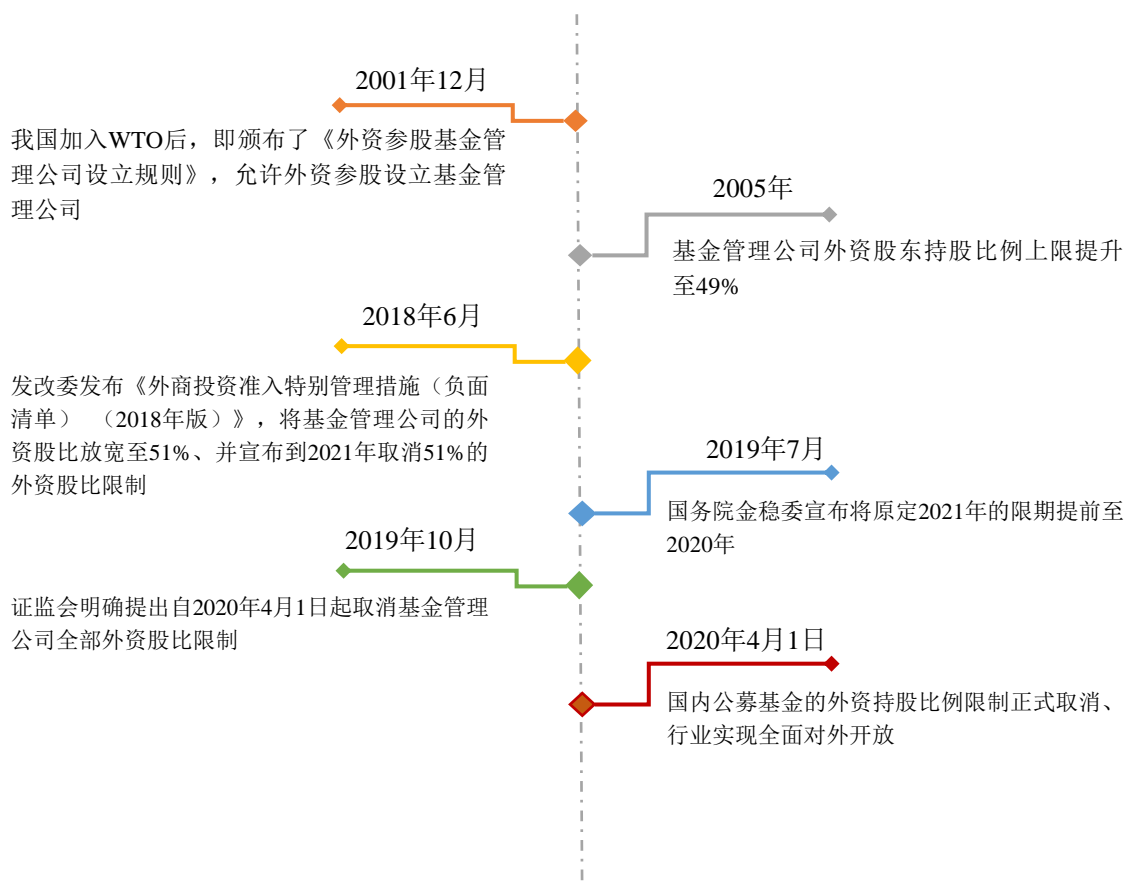 2001年12月
我国加入WTO后，即颁布了《外资参股基金管
理公司设立规则》，允许外资参股设立基金管
理公司
2005年
基金管理公司外资股东持股比例上限提升
至49%
2018年6月
发改委发布《外商投资准入特别管理措施（负面
清单） （2018年版）》，将基金管理公司的外
资股比放宽至51%、并宣布到2021年取消51%的
外资股比限制
2019年7月
国务院金稳委宣布将原定2021年的限期提前至
2020年
2019年10月
证监会明确提出自2020年4月1日起取消基金管理
公司全部外资股比限制
2020年4月1日
国内公募基金的外资持股比例限制正式取消、
行业实现全面对外开放